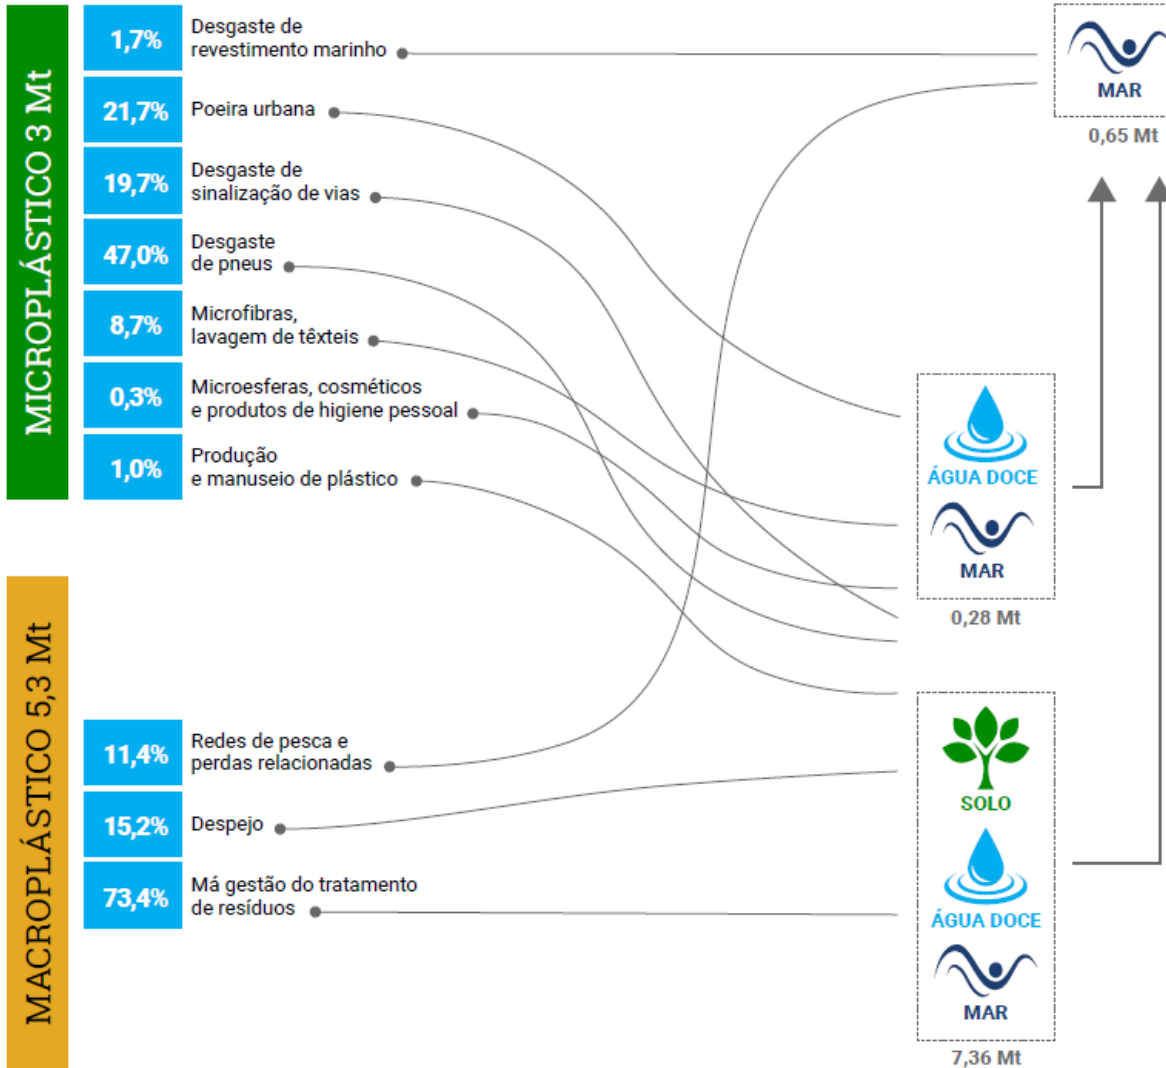 MICROPLÁSTICO 3 Mt
1,7%
Desgaste de
revestimento marinho
21,7%
Poeira urbana
19,7%
Desgaste de
sinalização de vias
47,0%
Desgaste
de pneus
8,7%
Microfibras,
lavagem de têxteis
0,3%
Microesferas, cosméticos
e produtos de higiene pessoal
1,0%
Produção
e manuseio de plástico
MACROPLÁSTICO 5,3 Mt
11,4%
Redes de pesca e
perdas relacionadas
15,2%
Despejo
73,4%
Má gestão do tratamento
de resíduos
MAR
0,65 Mt
ÁGUA DOCE
MAR
0,28 Mt
SOLO
ÁGUA DOCE
MAR
7,36 Mt